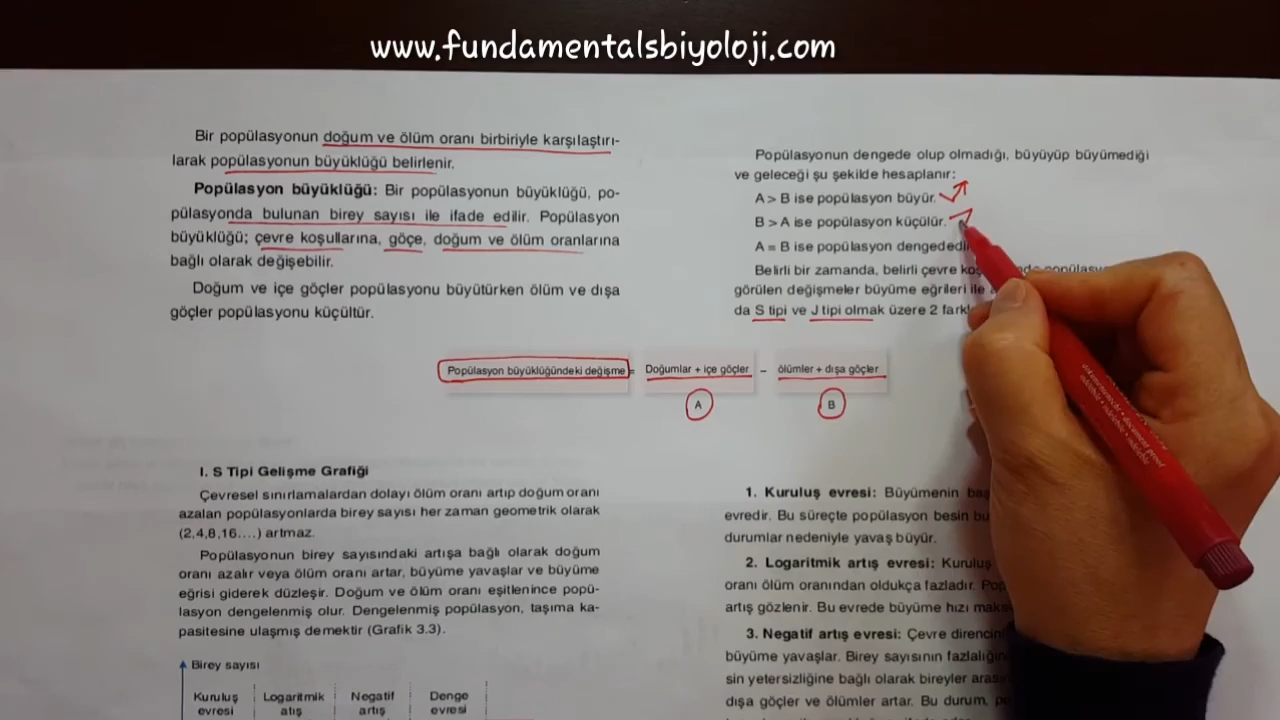 www.fundamentalsbiyoloji.com
Bir popülasyonun doğum ve ölüm oranı birbiriyle karşılaştırı-
larak popülasyonun büyüklüğü belirlenir.
Popülasyon büyüklüğü: Bir popülasyonun büyüklüğü, po-
pülasyonda bulunan birey sayısı ile ifade edilir. Popülasyon
büyüklüğü; çevre koşullarına, göçe, doğum ve ölüm oranlarına
bağlı olarak değişebilir.
Doğum ve içe göçler popülasyonu büyütürken ölüm ve dışa
göçler popülasyonu küçültür.
Popülasyonun dengede olup olmadığı, büyüyüp büyümediği
ve geleceği şu şekilde hesaplanır:
A > B ise popülasyon büyür.
B > A ise popülasyon küçülür.
A = B ise popülasyon
Belirli bir zamanda, belirli çevre
görülen değişmeler büyüme eğrileri ile
da S tipi ve J tipi olmak üzere 2
Popülasyon büyüklüğündeki değişme = Doğumlar + içe göçler – ölümler + dışa göçler
A B
I. S Tipi Gelişme Grafiği
Çevresel sınırlamalardan dolayı ölüm oranı artıp doğum oranı
azalan popülasyonlarda birey sayısı her zaman geometrik olarak
(2,4,8,16....) artmaz.
Popülasyonun birey sayısındaki artışa bağlı olarak doğum
oranı azalır veya ölüm oranı artar, büyüme yavaşlar ve büyüme
eğrisi giderek düzleşir. Doğum ve ölüm oranı eşitlenince popü-
lasyon dengelenmiş olur. Dengelenmiş popülasyon, taşıma ka-
pasitesine ulaşmış demektir (Grafik 3.3).
Birey sayısı
Kuruluş Logaritmik Negatif Denge
evresi atış artış evresi
1. Kuruluş evresi: Büyümenin
evredir. Bu süreçte popülasyon besin
durumlar nedeniyle yavaş büyür.
2. Logaritmik artış evresi: Kuruluş
oranı ölüm oranından oldukça fazladır.
artış gözlenir. Bu evrede büyüme hızı
3. Negatif artış evresi: Çevre
büyüme yavaşlar. Birey sayısının
sin yetersizliğine bağlı olarak bireyler
dışa göçler ve ölümler artar. Bu durum,